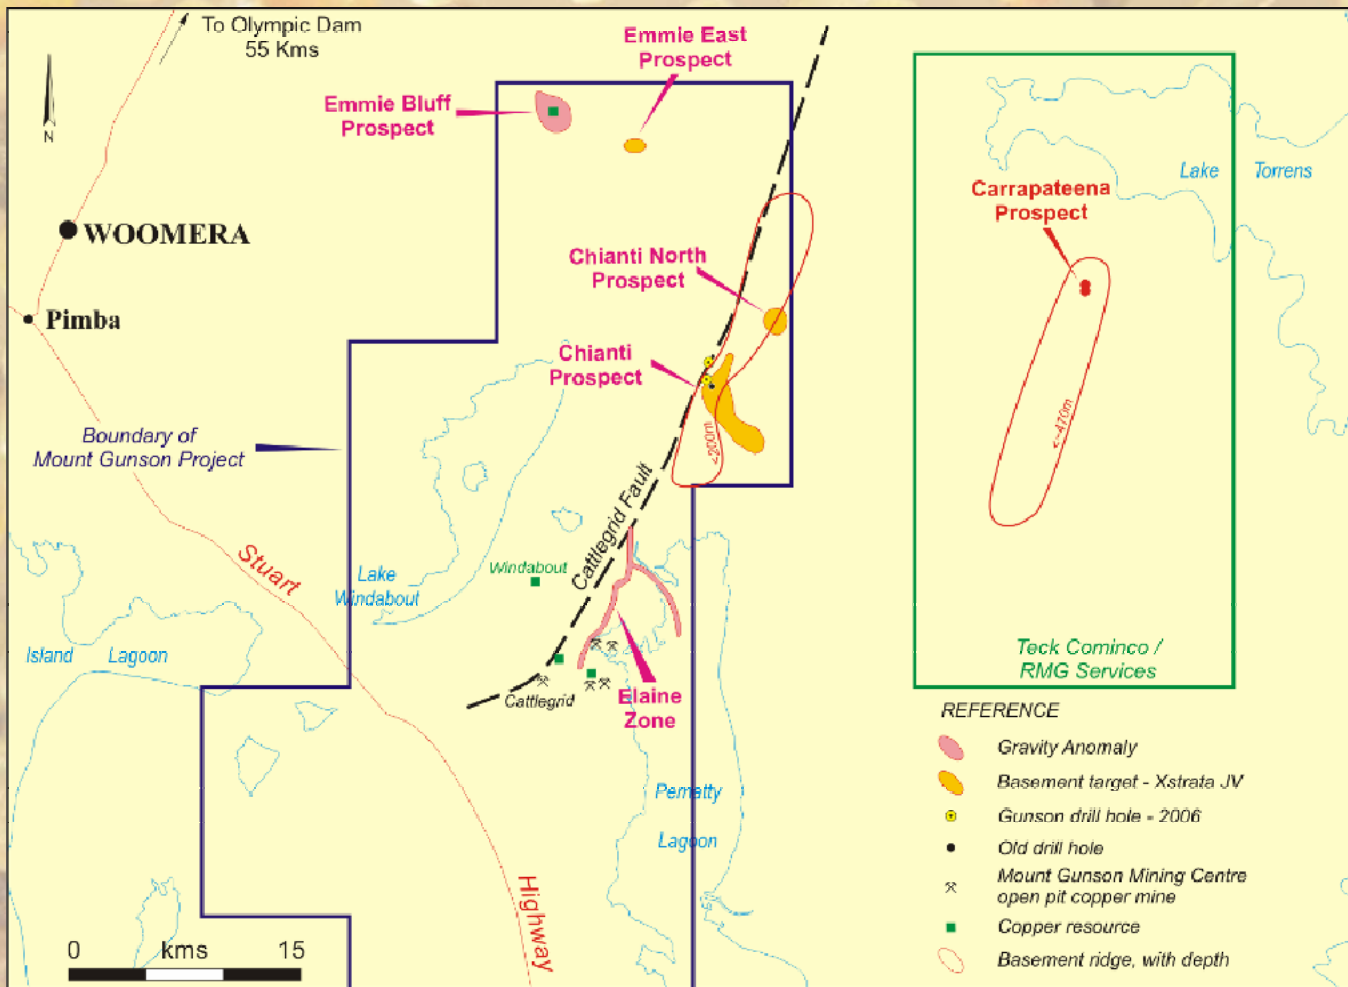 To Olympic Dam
55 Kms
N
Emmie East
Prospect
Emmie Bluff
Prospect
WOOMERA
Pimba
Chianti North
Prospect
Chianti
Prospect
<200m
Boundary of
Mount Gunson Project
Cattlegrid Fault
Stuart
Highway
Lake
Windabout
Windabout
Island Lagoon
Cattlegrid
Elaine
Zone
Pernatty
Lagoon
0 kms 15
Lake Torrens
Carrapateena
Prospect
<~470m
Teck Cominco /
RMG Services
REFERENCE
Gravity Anomaly
Basement target - Xstrata JV
Gunson drill hole - 2006
Old drill hole
Mount Gunson Mining Centre
open pit copper mine
Copper resource
Basement ridge, with depth